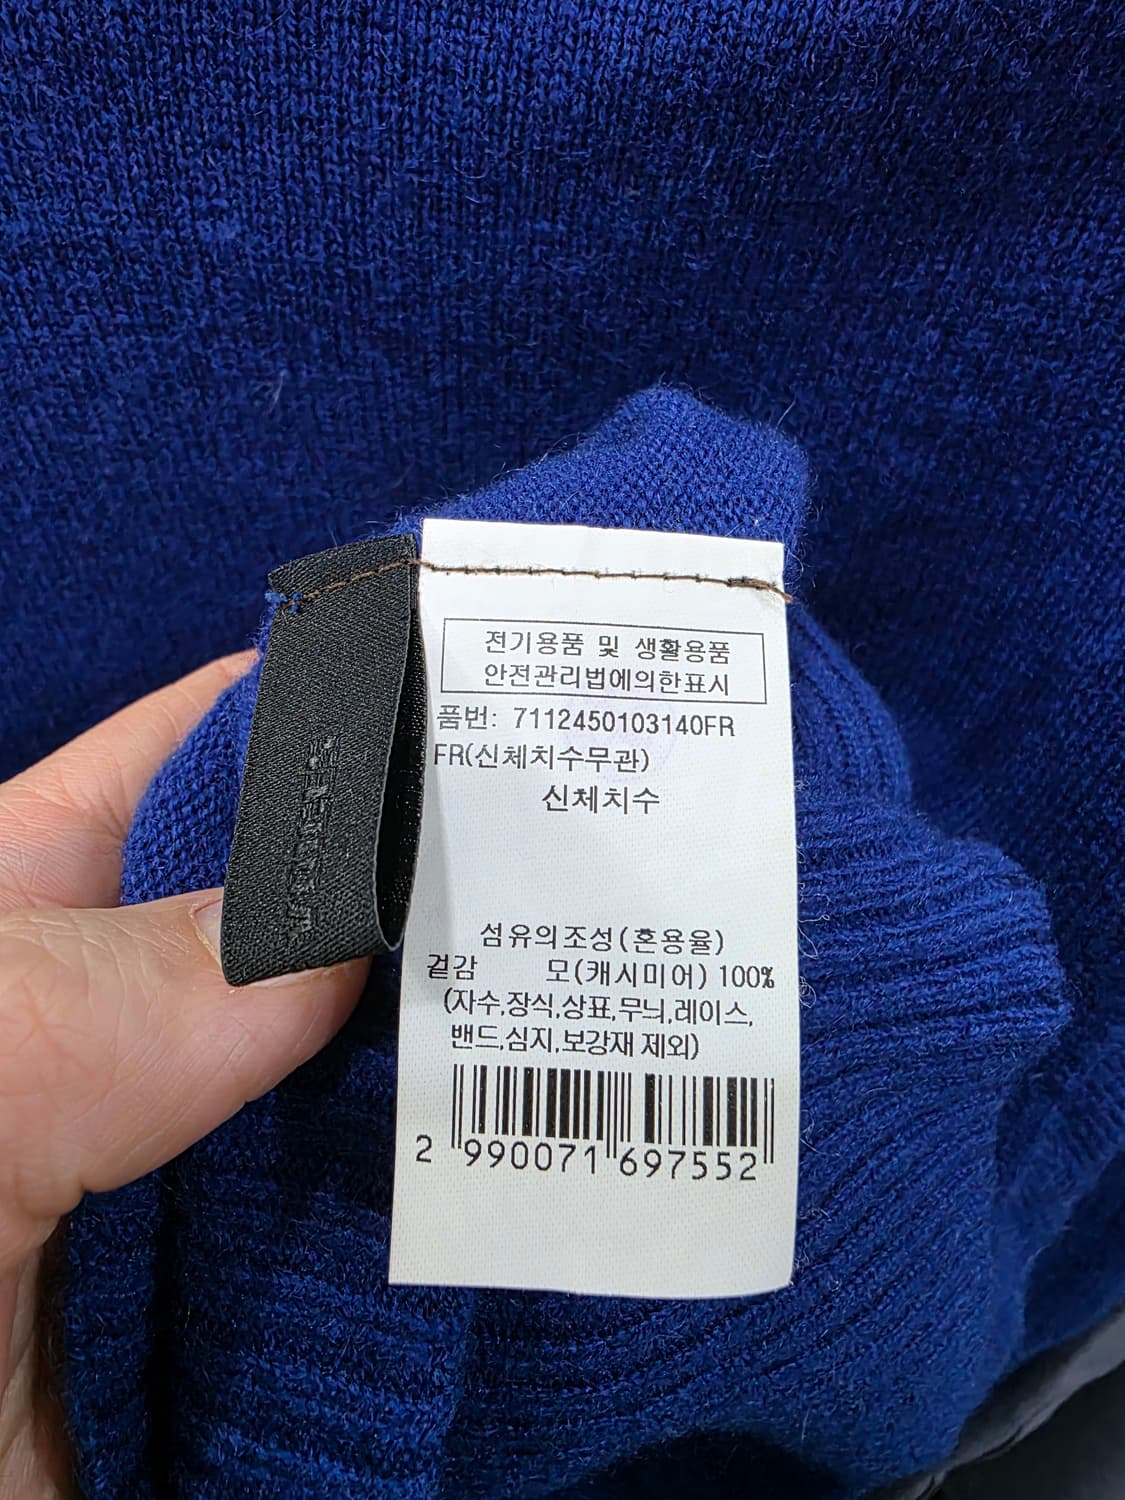 전기용품 및 생활용품
안전관리법에의한표시
품번: 7112450103140FR
FR(신체치수무관)
신체치수
섬유의조성(혼용율)
겉감 모(캐시미어) 100%
(자수,장식,상표,무늬,레이스,
밴드,심지,보강재 제외)
2 990071 697552